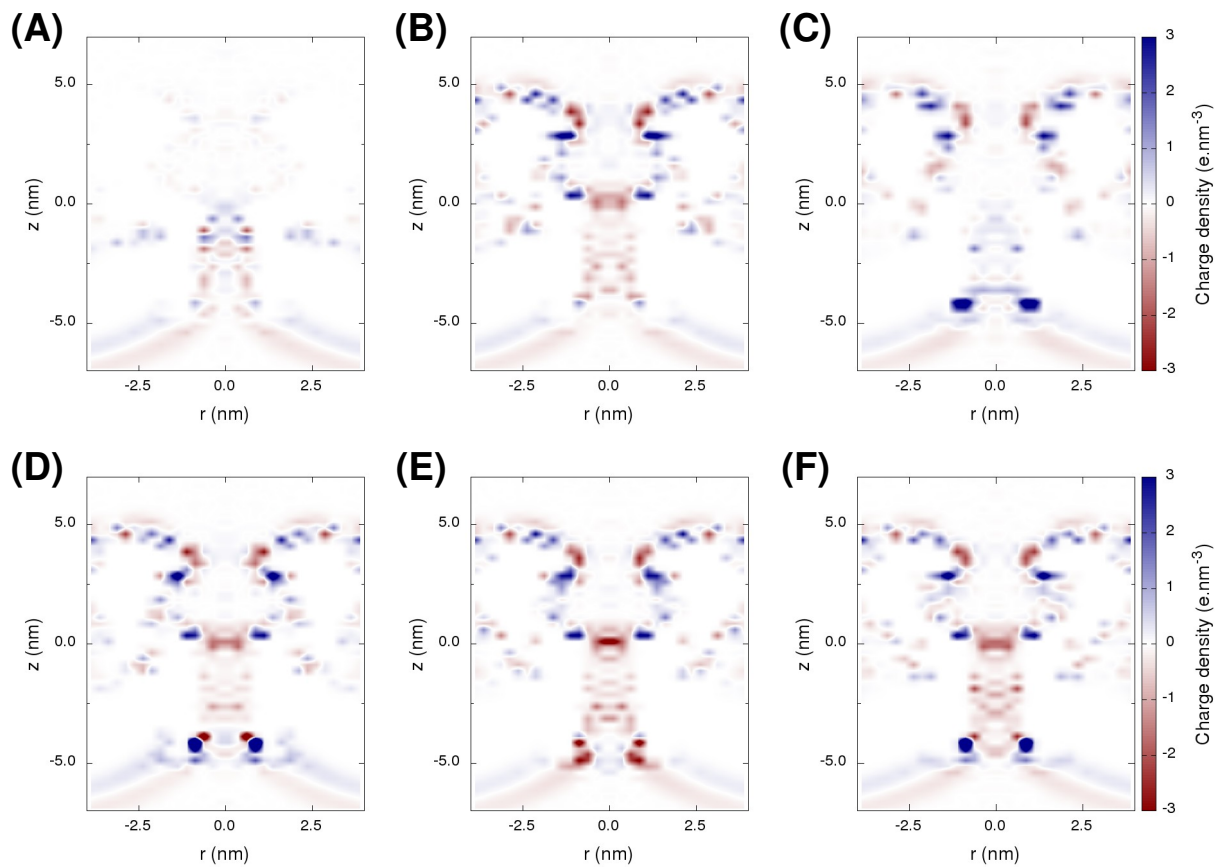 (A) (B) (C)
5.0 5.0 5.0 3
2
z (nm) z (nm) z (nm) 1
0.0 0.0 0.0 0
-1
-5.0 -5.0 -5.0 -2
-3
Charge density (e.nm⁻³)
-2.5 0.0 2.5 -2.5 0.0 2.5 -2.5 0.0 2.5
r (nm) r (nm) r (nm)
(D) (E) (F)
5.0 5.0 5.0 3
2
z (nm) z (nm) z (nm) 1
0.0 0.0 0.0 0
-1
-5.0 -5.0 -5.0 -2
-3
Charge density (e.nm⁻³)
-2.5 0.0 2.5 -2.5 0.0 2.5 -2.5 0.0 2.5
r (nm) r (nm) r (nm)